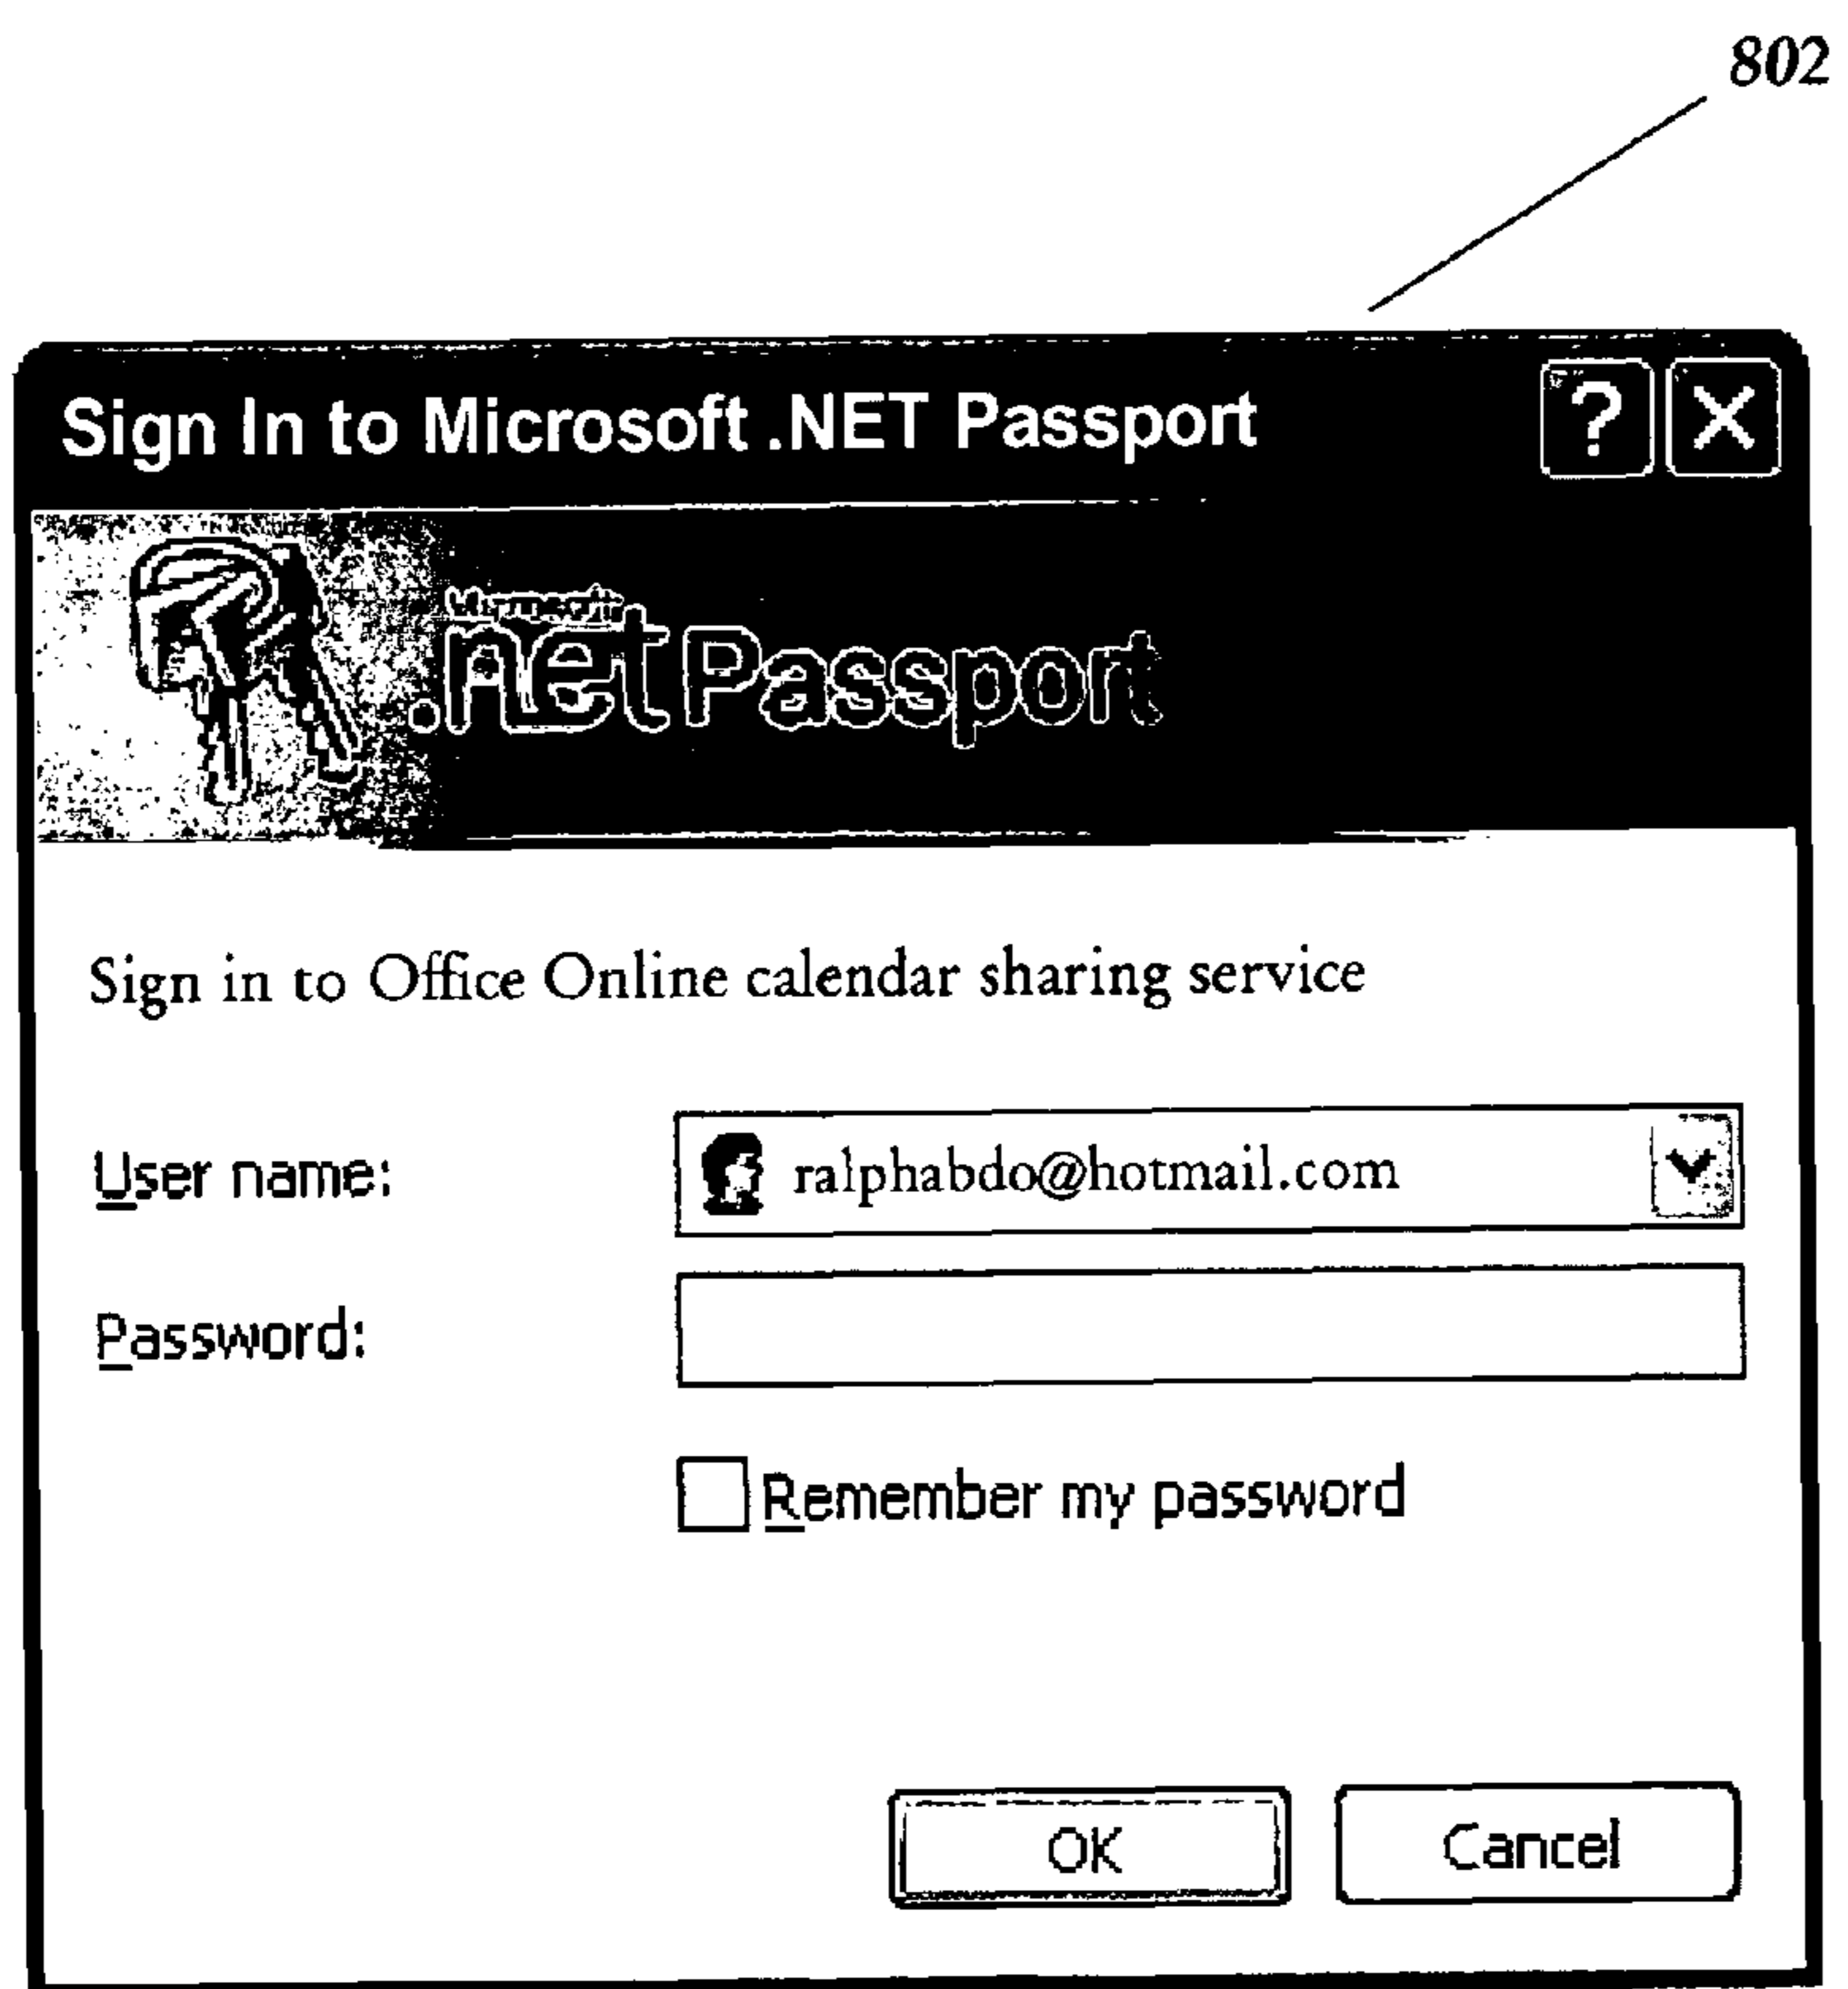 802
Sign In to Microsoft .NET Passport
?
X
.net Passport
Sign in to Office Online calendar sharing service
User name:
ralphabdo@hotmail.com
Password:
Remember my password
OK
Cancel